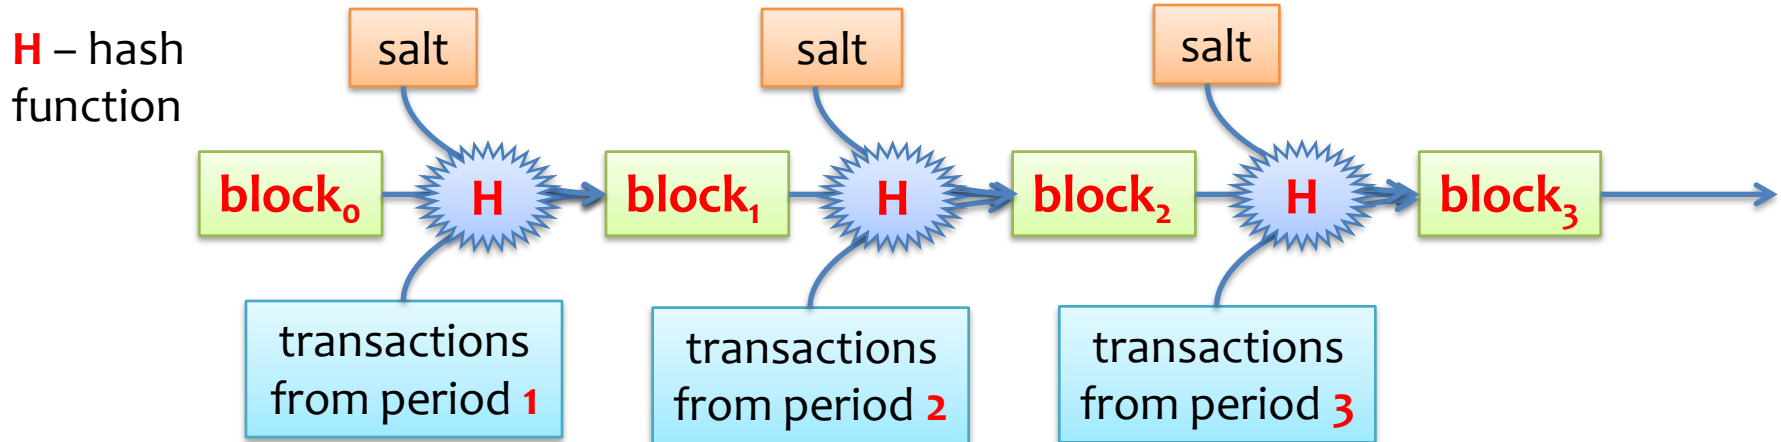 H – hash
function
salt
salt
salt
block₀
H
block₁
H
block₂
H
block₃
transactions
from period 1
transactions
from period 2
transactions
from period 3